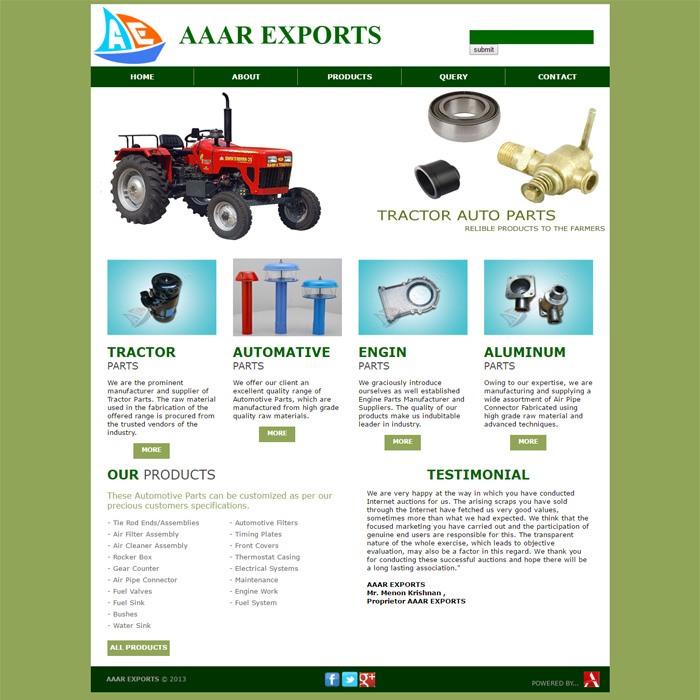 AE
AAAR EXPORTS
submit
HOME
ABOUT
PRODUCTS
QUERY
CONTACT
TRACTOR AUTO PARTS
RELIBLE PRODUCTS TO THE FARMERS
TRACTOR
PARTS
We are the prominent
manufacturer and supplier of
Tractor Parts. The raw material
used in the fabrication of the
offered range is procured from
the trusted vendors of the
industry.
MORE
AUTOMATIVE
PARTS
We offer our client an
excellent quality range of
Automotive Parts, which are
manufactured from high grade
quality raw materials.
MORE
ENGIN
PARTS
We graciously introduce
ourselves as well established
Engine Parts Manufacturer and
Suppliers. The quality of our
products make us indubitable
leader in industry.
MORE
ALUMINUM
PARTS
Owing to our expertise, we are
manufacturing and supplying a
wide assortment of Air Pipe
Connector Fabricated using
high grade raw material and
advanced techniques.
MORE
OUR PRODUCTS
These Automotive Parts can be customized as per our
precious customers specifications.
- Tie Rod Ends/Assemblies
- Air Filter Assembly
- Air Cleaner Assembly
- Rocker Box
- Gear Counter
- Air Pipe Connector
- Fuel Valves
- Fuel Sink
- Bushes
- Water Sink
- Automotive Filters
- Timing Plates
- Front Covers
- Thermostat Casing
- Electrical Systems
- Maintenance
- Engine Work
- Fuel System
ALL PRODUCTS
TESTIMONIAL
We are very happy at the way in which you have conducted
Internet auctions for us. The arising scraps you have sold
through the Internet have fetched us very good values,
sometimes more than what we had expected. We think that the
focused marketing you have carried out and the participation of
genuine end users are responsible for this. The transparent
nature of the whole exercise, which leads to objective
evaluation, may also be a factor in this regard. We thank you
for conducting these successful auctions and hope there will be
a long lasting association."
AAAR EXPORTS
Mr. Menon Krishnan ,
Proprietor AAAR EXPORTS
AAAR EXPORTS © 2013
POWERED BY...